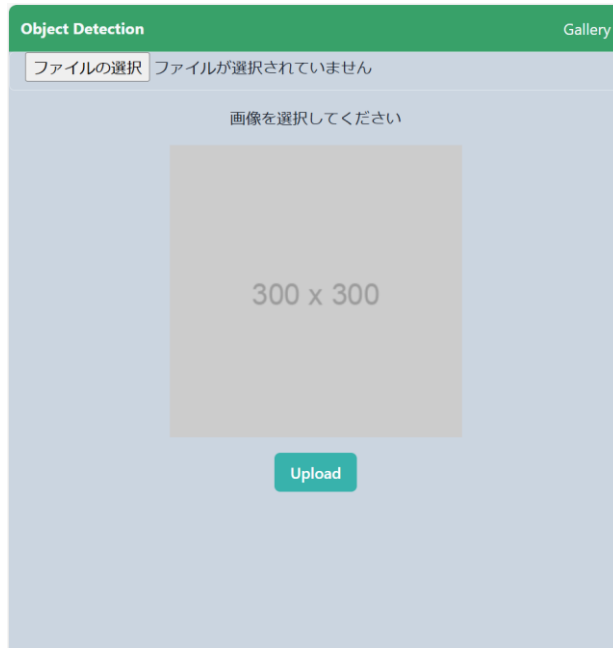 Object Detection Gallery
ファイルの選択 ファイルが選択されていません
画像を選択してください
300 x 300
Upload